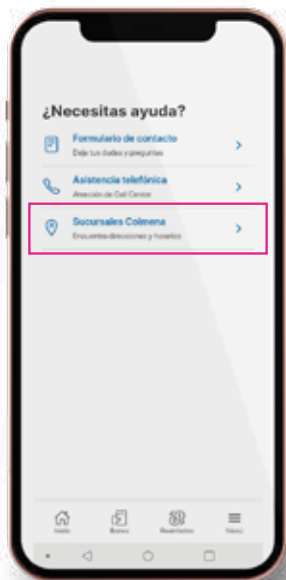 ¿Necesitas ayuda?
Formulario de contacto
Deja tus dudas y preguntas
Asistencia telefónica
Atención de Call Center
Sucursales Colmena
Encuentra direcciones y horarios
Inicio
Bonos
Reembolsos
Menú